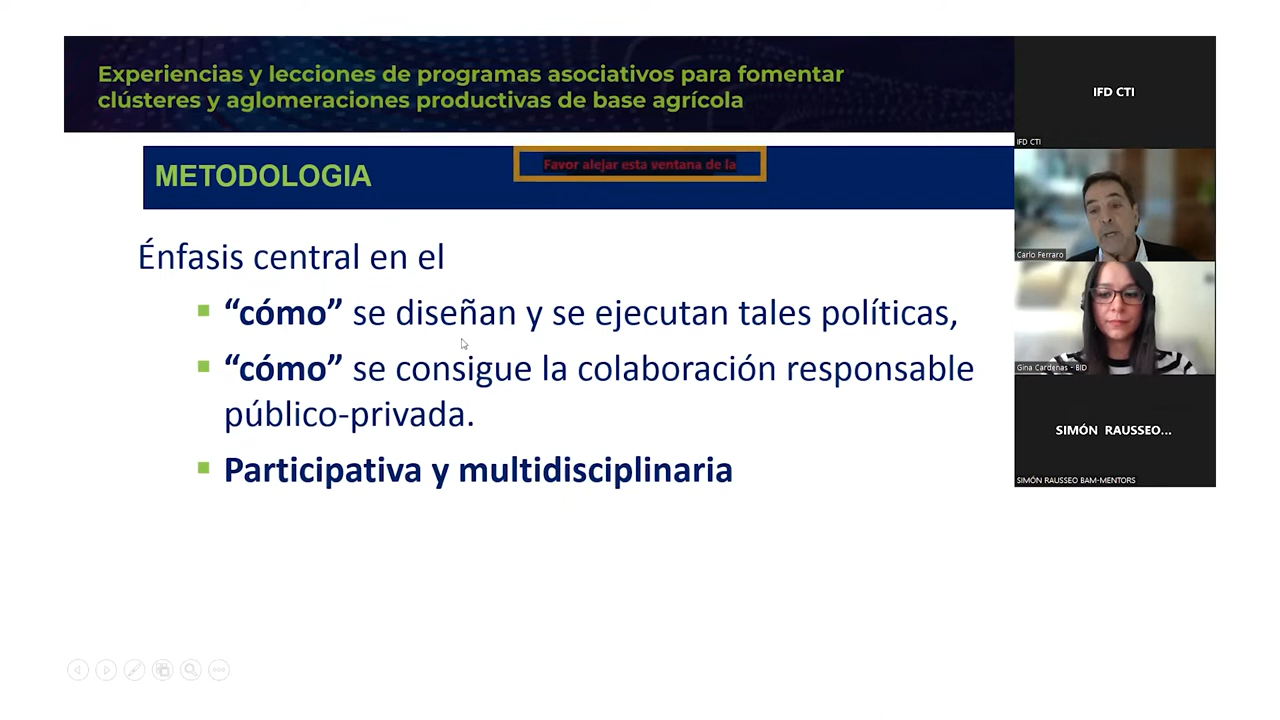 Experiencias y lecciones de programas asociativos para fomentar
clústeres y aglomeraciones productivas de base agrícola
IFD CTI
IFD CTI
METODOLOGIA
Favor alejar esta ventana de la
Carlo Ferraro
Énfasis central en el
“cómo” se diseñan y se ejecutan tales políticas,
“cómo” se consigue la colaboración responsable
público-privada.
Participativa y multidisciplinaria
Gina Cardenas - BID
SIMÓN RAUSSEO...
SIMÓN RAUSSEO BAM-MENTORS